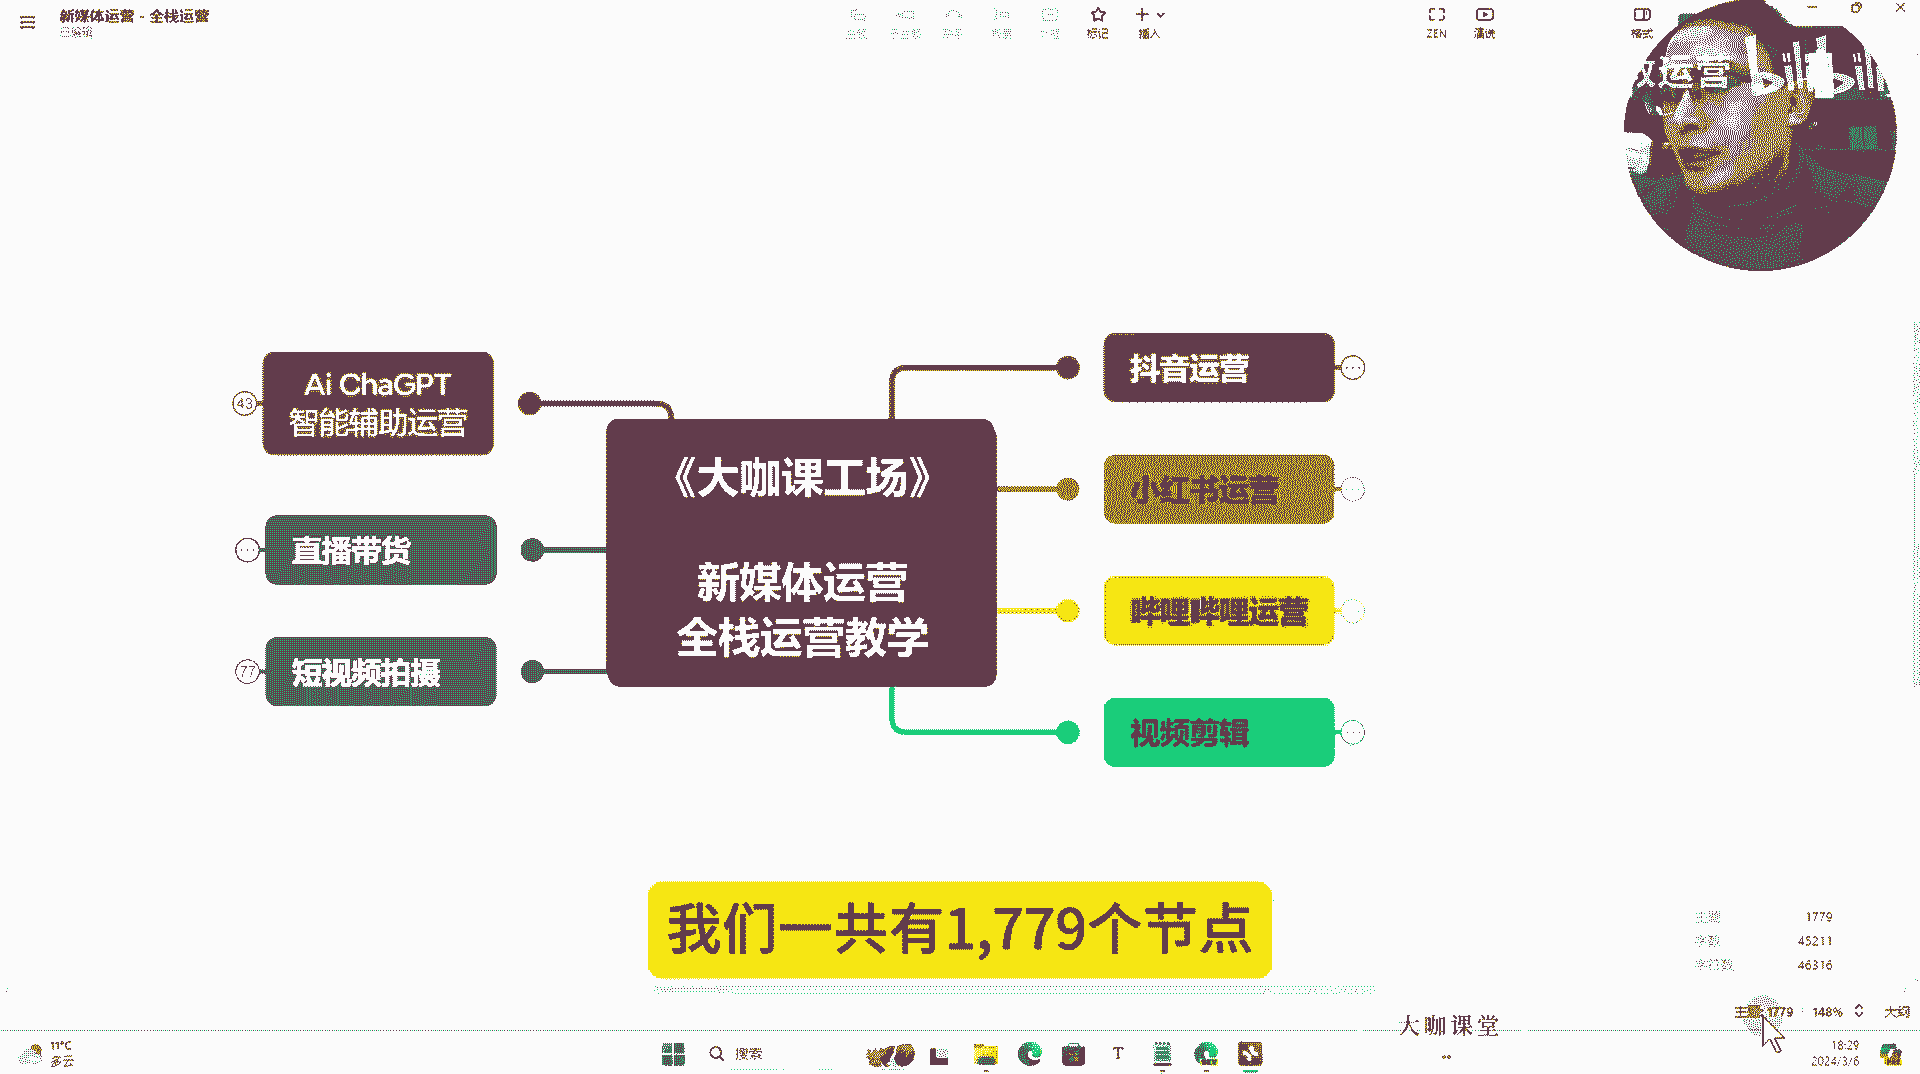 新媒体运营 - 全栈运营
已编辑
标记
插入
ZEN
演说
格式
运营
43
Ai ChaGPT
智能辅助运营
直播带货
77
短视频拍摄
《大咖课工场》
新媒体运营
全栈运营教学
抖音运营
小红书运营
哔哩哔哩运营
视频剪辑
我们一共有1,779个节点
主题 1779
字数 45211
字符数 46316
主题: 1779
148%
大纲
大咖课堂
11°C
多云
搜索
18:29
2024/3/6